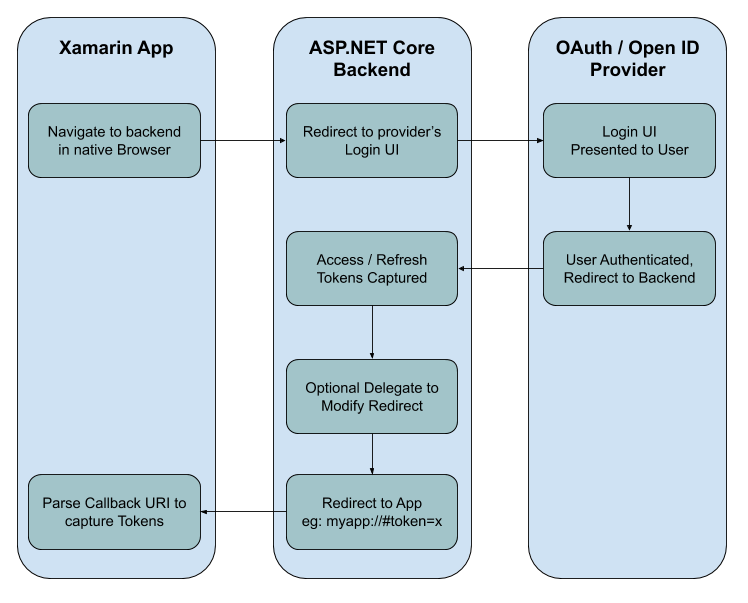 Xamarin App
ASP.NET Core
Backend
OAuth / Open ID
Provider
Navigate to backend
in native Browser
Redirect to provider's
Login UI
Login UI
Presented to User
Access / Refresh
Tokens Captured
User Authenticated,
Redirect to Backend
Optional Delegate to
Modify Redirect
Parse Callback URI to
capture Tokens
Redirect to App
eg: myapp://#token=x